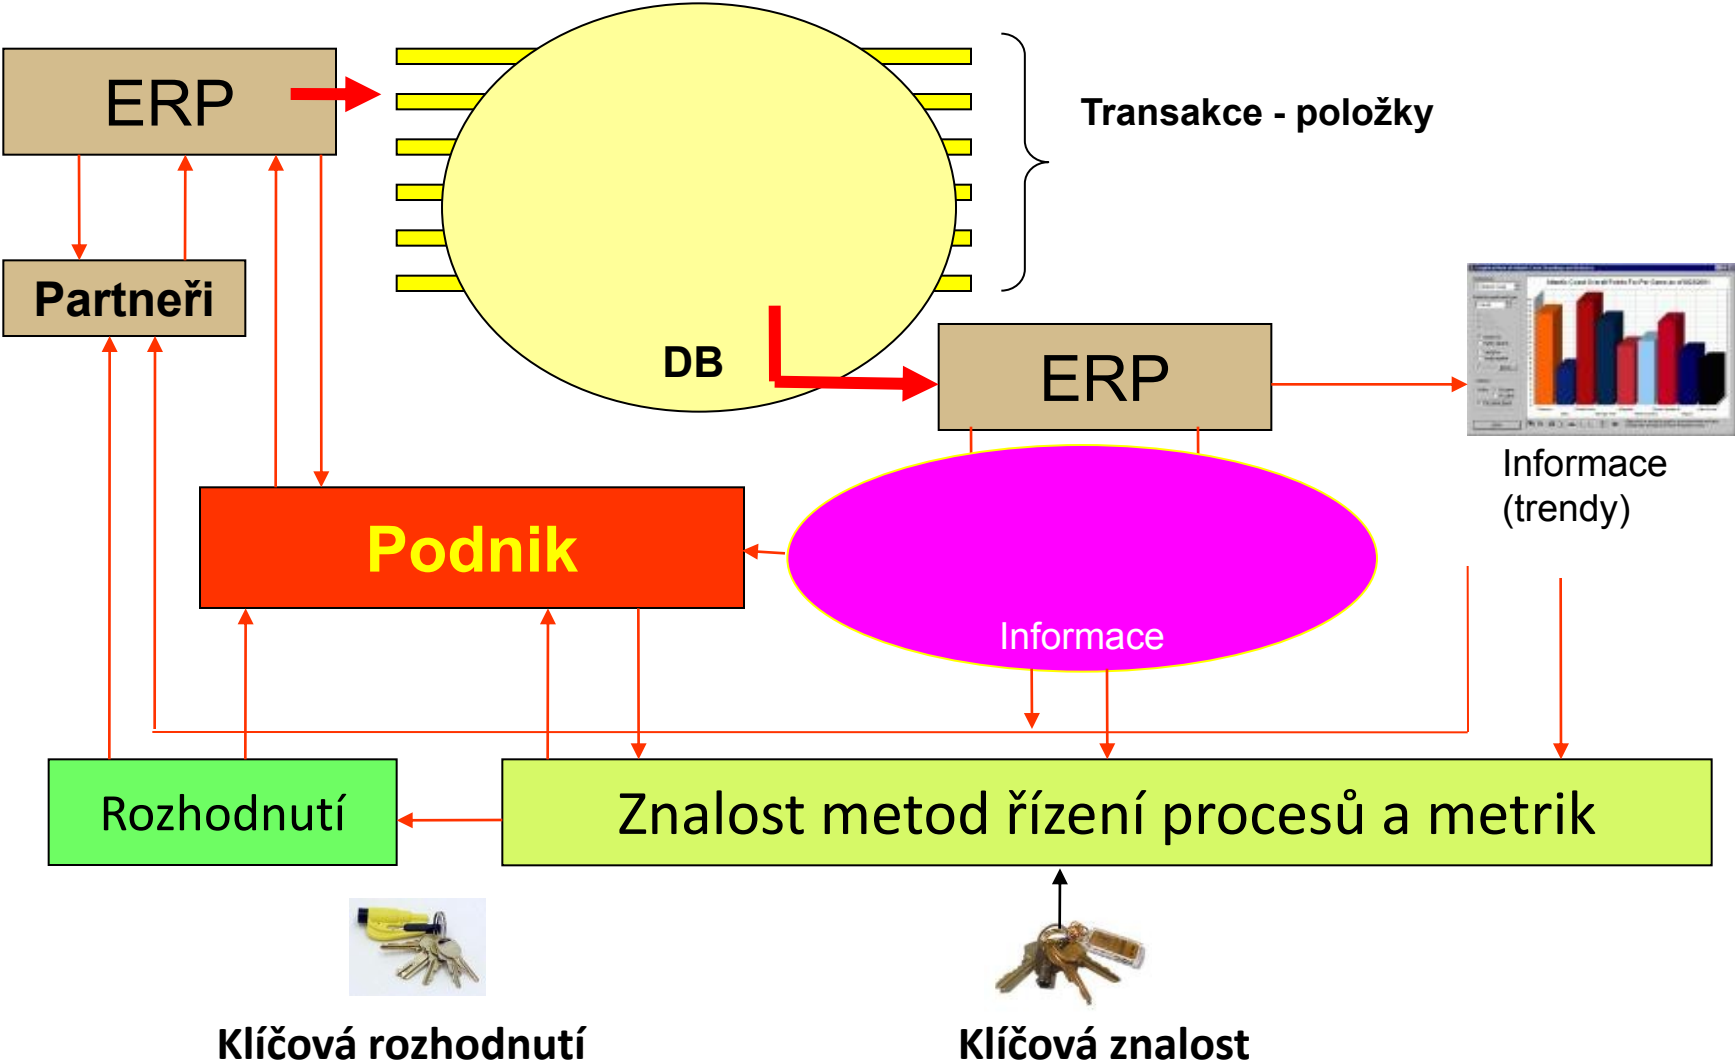 ERP
Transakce - položky
Partneři
DB
ERP
Informace
(trendy)
Podnik
Informace
Rozhodnutí
Znalost metod řízení procesů a metrik
Klíčová rozhodnutí
Klíčová znalost